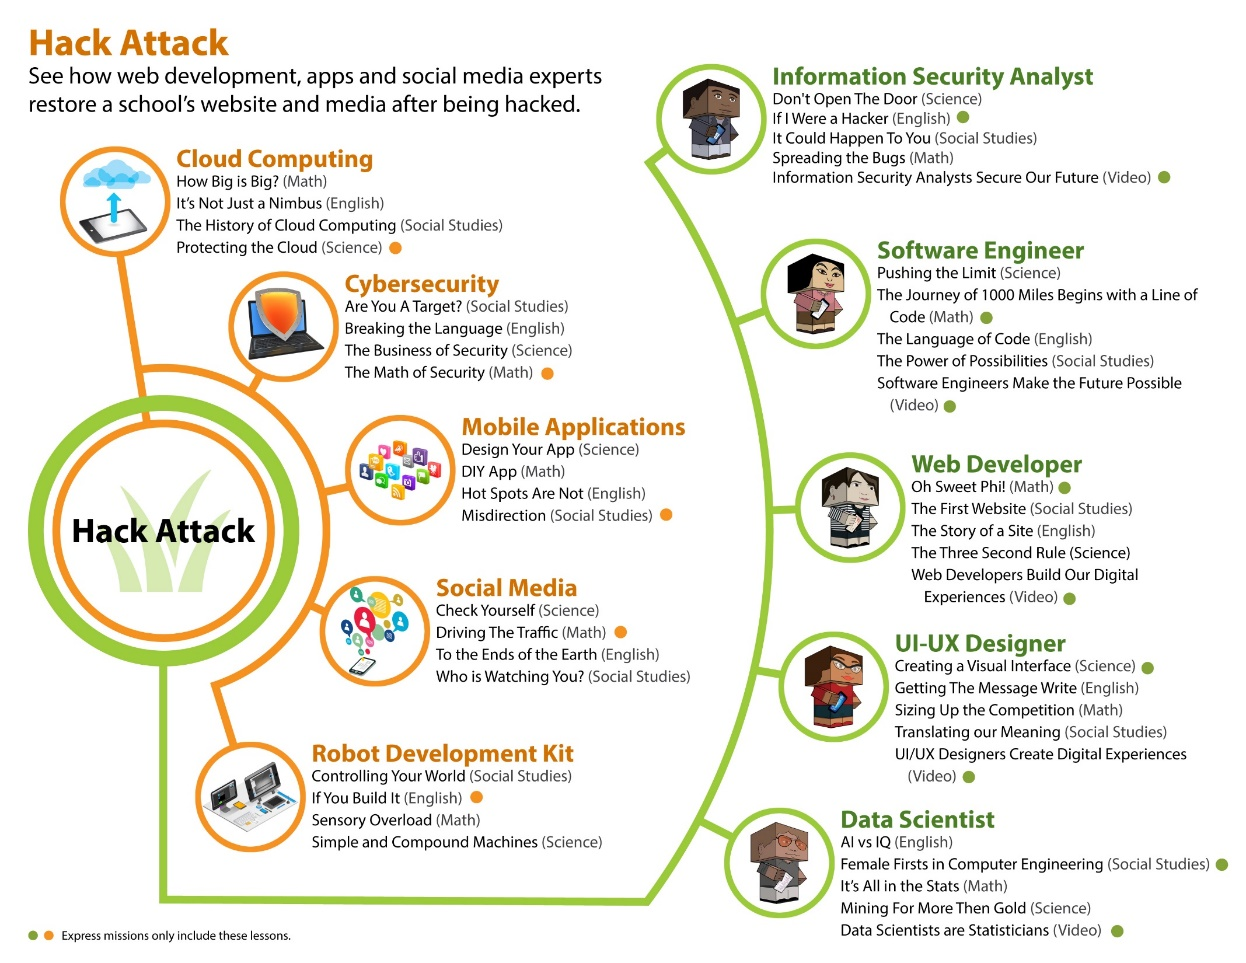 Hack Attack
See how web development, apps and social media experts
restore a school's website and media after being hacked.
Cloud Computing
How Big is Big? (Math)
It's Not Just a Nimbus (English)
The History of Cloud Computing (Social Studies)
Protecting the Cloud (Science)
Cybersecurity
Are You A Target? (Social Studies)
Breaking the Language (English)
The Business of Security (Science)
The Math of Security (Math)
Mobile Applications
Design Your App (Science)
DIY App (Math)
Hot Spots Are Not (English)
Misdirection (Social Studies)
Hack Attack
Social Media
Check Yourself (Science)
Driving The Traffic (Math)
To the Ends of the Earth (English)
Who is Watching You? (Social Studies)
Robot Development Kit
Controlling Your World (Social Studies)
If You Build It (English)
Sensory Overload (Math)
Simple and Compound Machines (Science)
Information Security Analyst
Don't Open The Door (Science)
If I Were a Hacker (English)
It Could Happen To You (Social Studies)
Spreading the Bugs (Math)
Information Security Analysts Secure Our Future (Video)
Software Engineer
Pushing the Limit (Science)
The Journey of 1000 Miles Begins with a Line of
Code (Math)
The Language of Code (English)
The Power of Possibilities (Social Studies)
Software Engineers Make the Future Possible
(Video)
Web Developer
Oh Sweet Phi! (Math)
The First Website (Social Studies)
The Story of a Site (English)
The Three Second Rule (Science)
Web Developers Build Our Digital
Experiences (Video)
UI-UX Designer
Creating a Visual Interface (Science)
Getting The Message Write (English)
Sizing Up the Competition (Math)
Translating our Meaning (Social Studies)
UI/UX Designers Create Digital Experiences
(Video)
Data Scientist
AI vs IQ (English)
Female Firsts in Computer Engineering (Social Studies)
It's All in the Stats (Math)
Mining For More Then Gold (Science)
Data Scientists are Statisticians (Video)
Express missions only include these lessons.